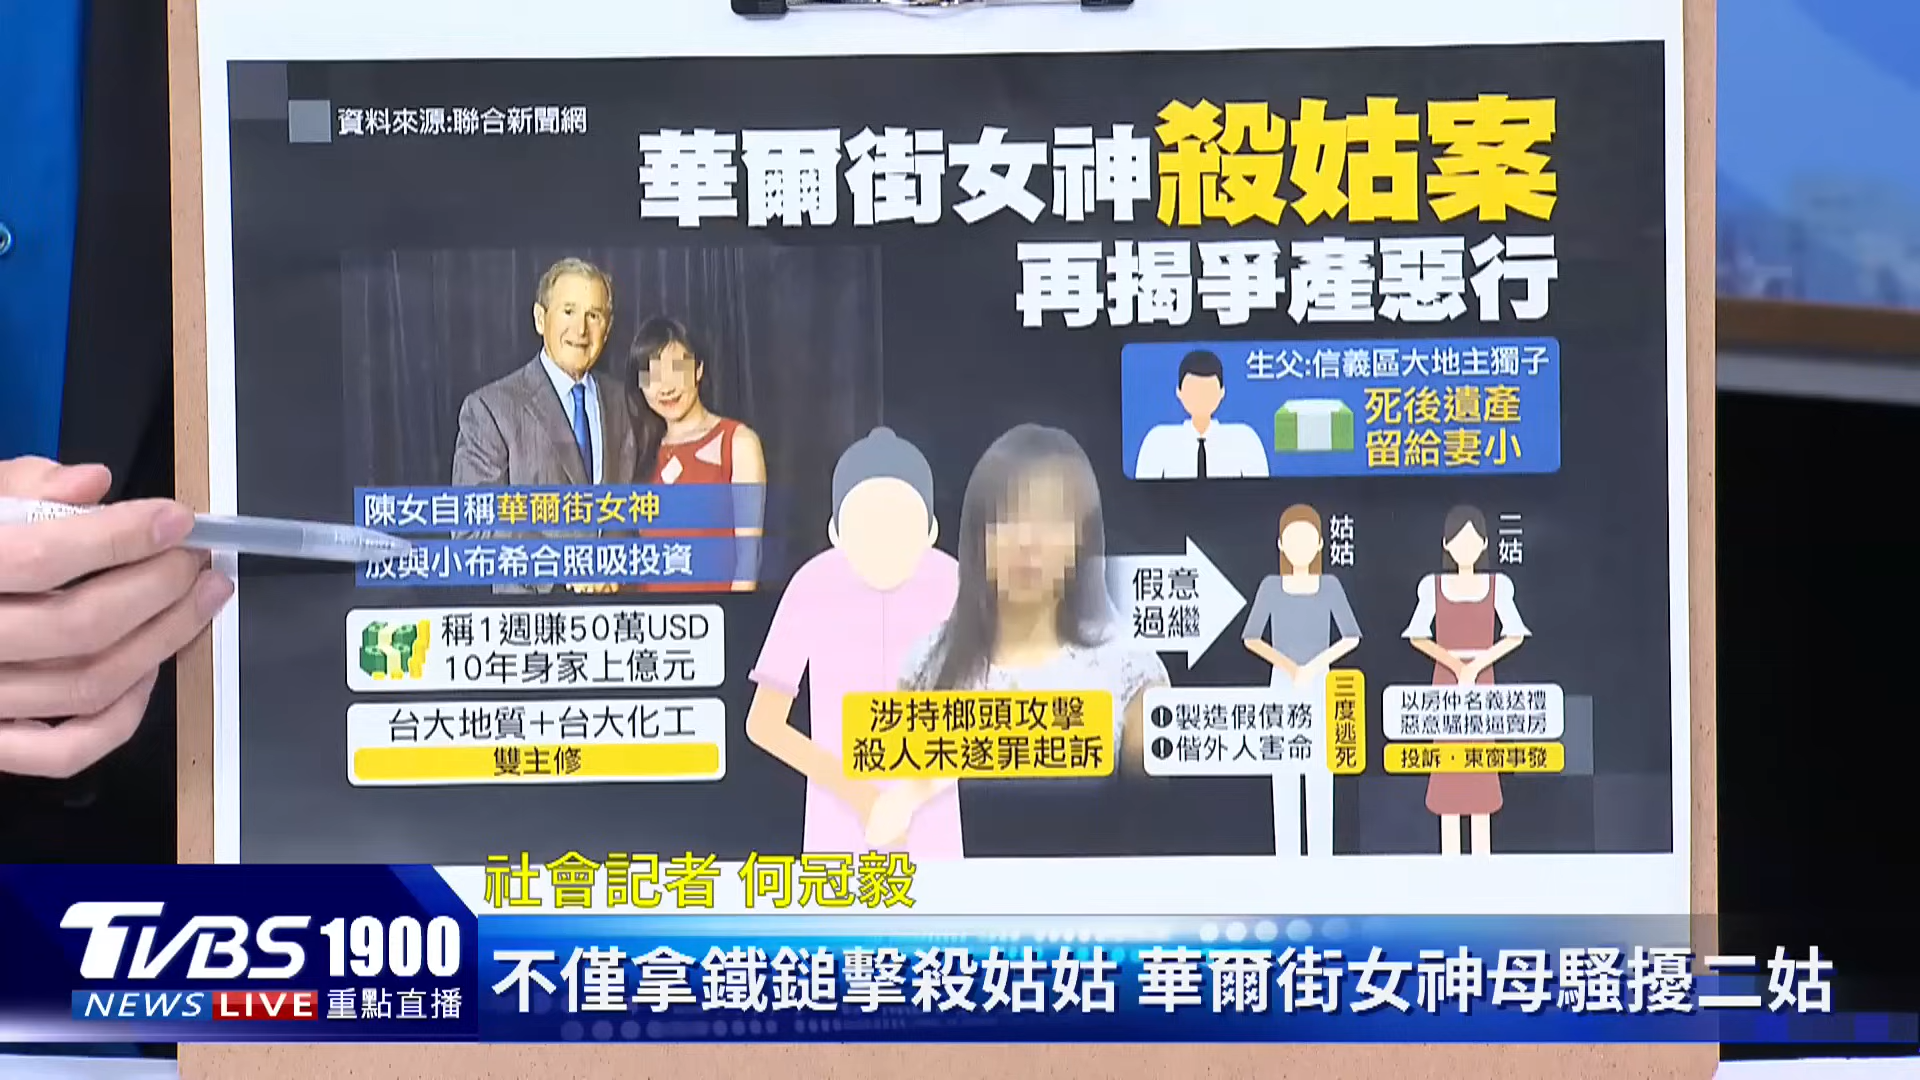 資料來源:聯合新聞網
華爾街女神殺姑案
再揭爭產惡行
生父:信義區大地主獨子
死後遺產
留給妻小
陳女自稱華爾街女神
放與小布希合照吸投資
稱1週賺50萬USD
10年身家上億元
台大地質+台大化工
雙主修
涉持榔頭攻擊
殺人未遂罪起訴
假意
過繼
姑姑
二姑
❶製造假債務
❶偕外人害命
三度逃死
以房仲名義送禮
惡意騷擾逼賣房
投訴,東窗事發
社會記者 何冠毅
TVBS 1900
NEWS LIVE 重點直播
不僅拿鐵鎚擊殺姑姑 華爾街女神母騷擾二姑